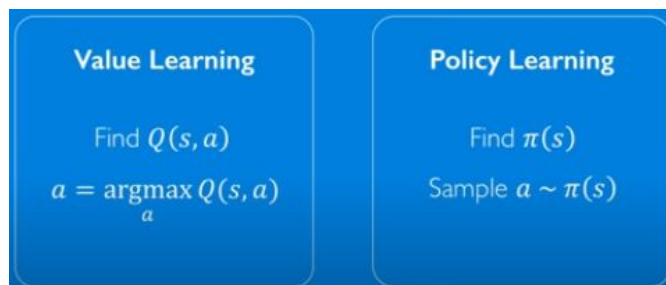 Value Learning
Find Q(s, a)
a = argmax Q(s, a)
a
Policy Learning
Find π(s)
Sample a ~ π(s)